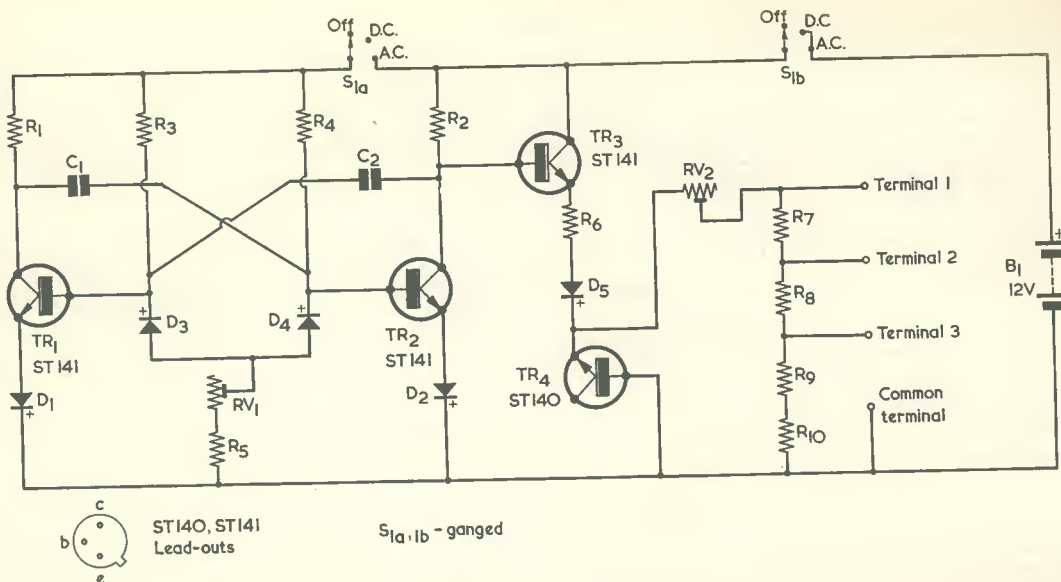 Off
D.C.
A.C.
S1a
Off
D.C
A.C.
S1b
R1
R3
R4
R2
TR3
ST141
C1
C2
RV2
Terminal 1
R6
R7
Terminal 2
D5
R8
B1
12V
+
+
D3
+
D4
+
Terminal 3
TR1
ST141
TR2
ST141
TR4
ST140
R9
D1
+
RV1
D2
+
Common
terminal
R5
R10
c
b
e
ST140, ST141
Lead-outs
S1a,1b - ganged